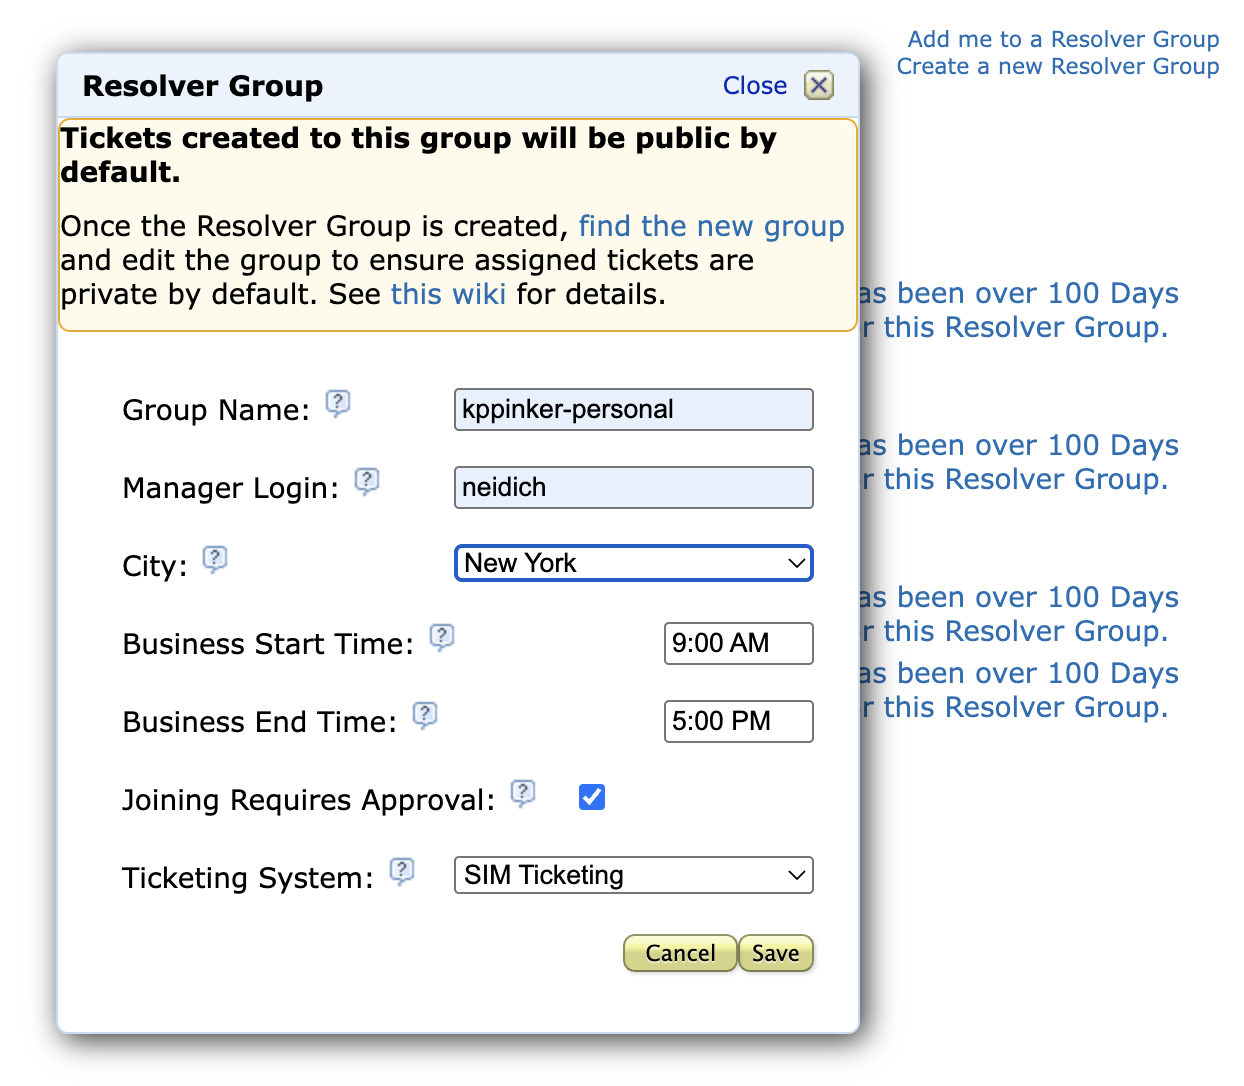 Add me to a Resolver Group
Create a new Resolver Group
Resolver Group
Close
Tickets created to this group will be public by
default.
Once the Resolver Group is created, find the new group
and edit the group to ensure assigned tickets are
private by default. See this wiki for details.
as been over 100 Days
r this Resolver Group.
Group Name: ?
kppinker-personal
as been over 100 Days
r this Resolver Group.
Manager Login: ?
neidich
City: ?
New York
as been over 100 Days
r this Resolver Group.
Business Start Time: ?
9:00 AM
as been over 100 Days
r this Resolver Group.
Business End Time: ?
5:00 PM
Joining Requires Approval: ?
Ticketing System: ?
SIM Ticketing
Cancel
Save